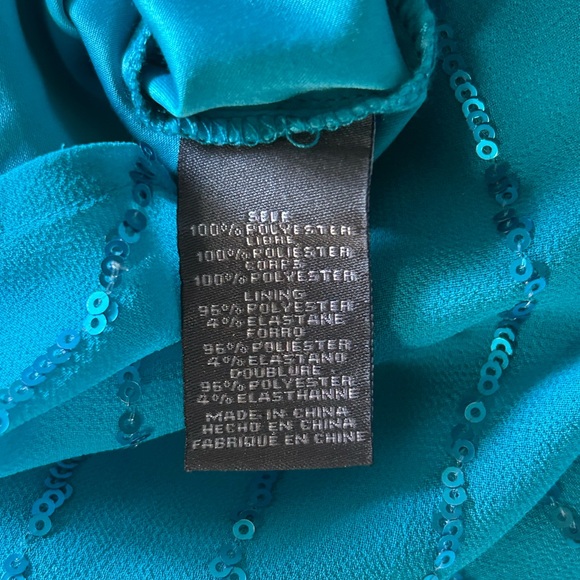 SELF
100% POLYESTER
LIBRE
100% POLYESTER
CORPS
100% POLYESTER
LINING
96% POLYESTER
4% ELASTANE
FORRO
96% POLIESTER
4% ELASTANO
DOUBLURE
96% POLYESTER
4% ELASTHANNE
MADE IN CHINA
HECHO EN CHINA
FABRIQUÉ EN CHINE